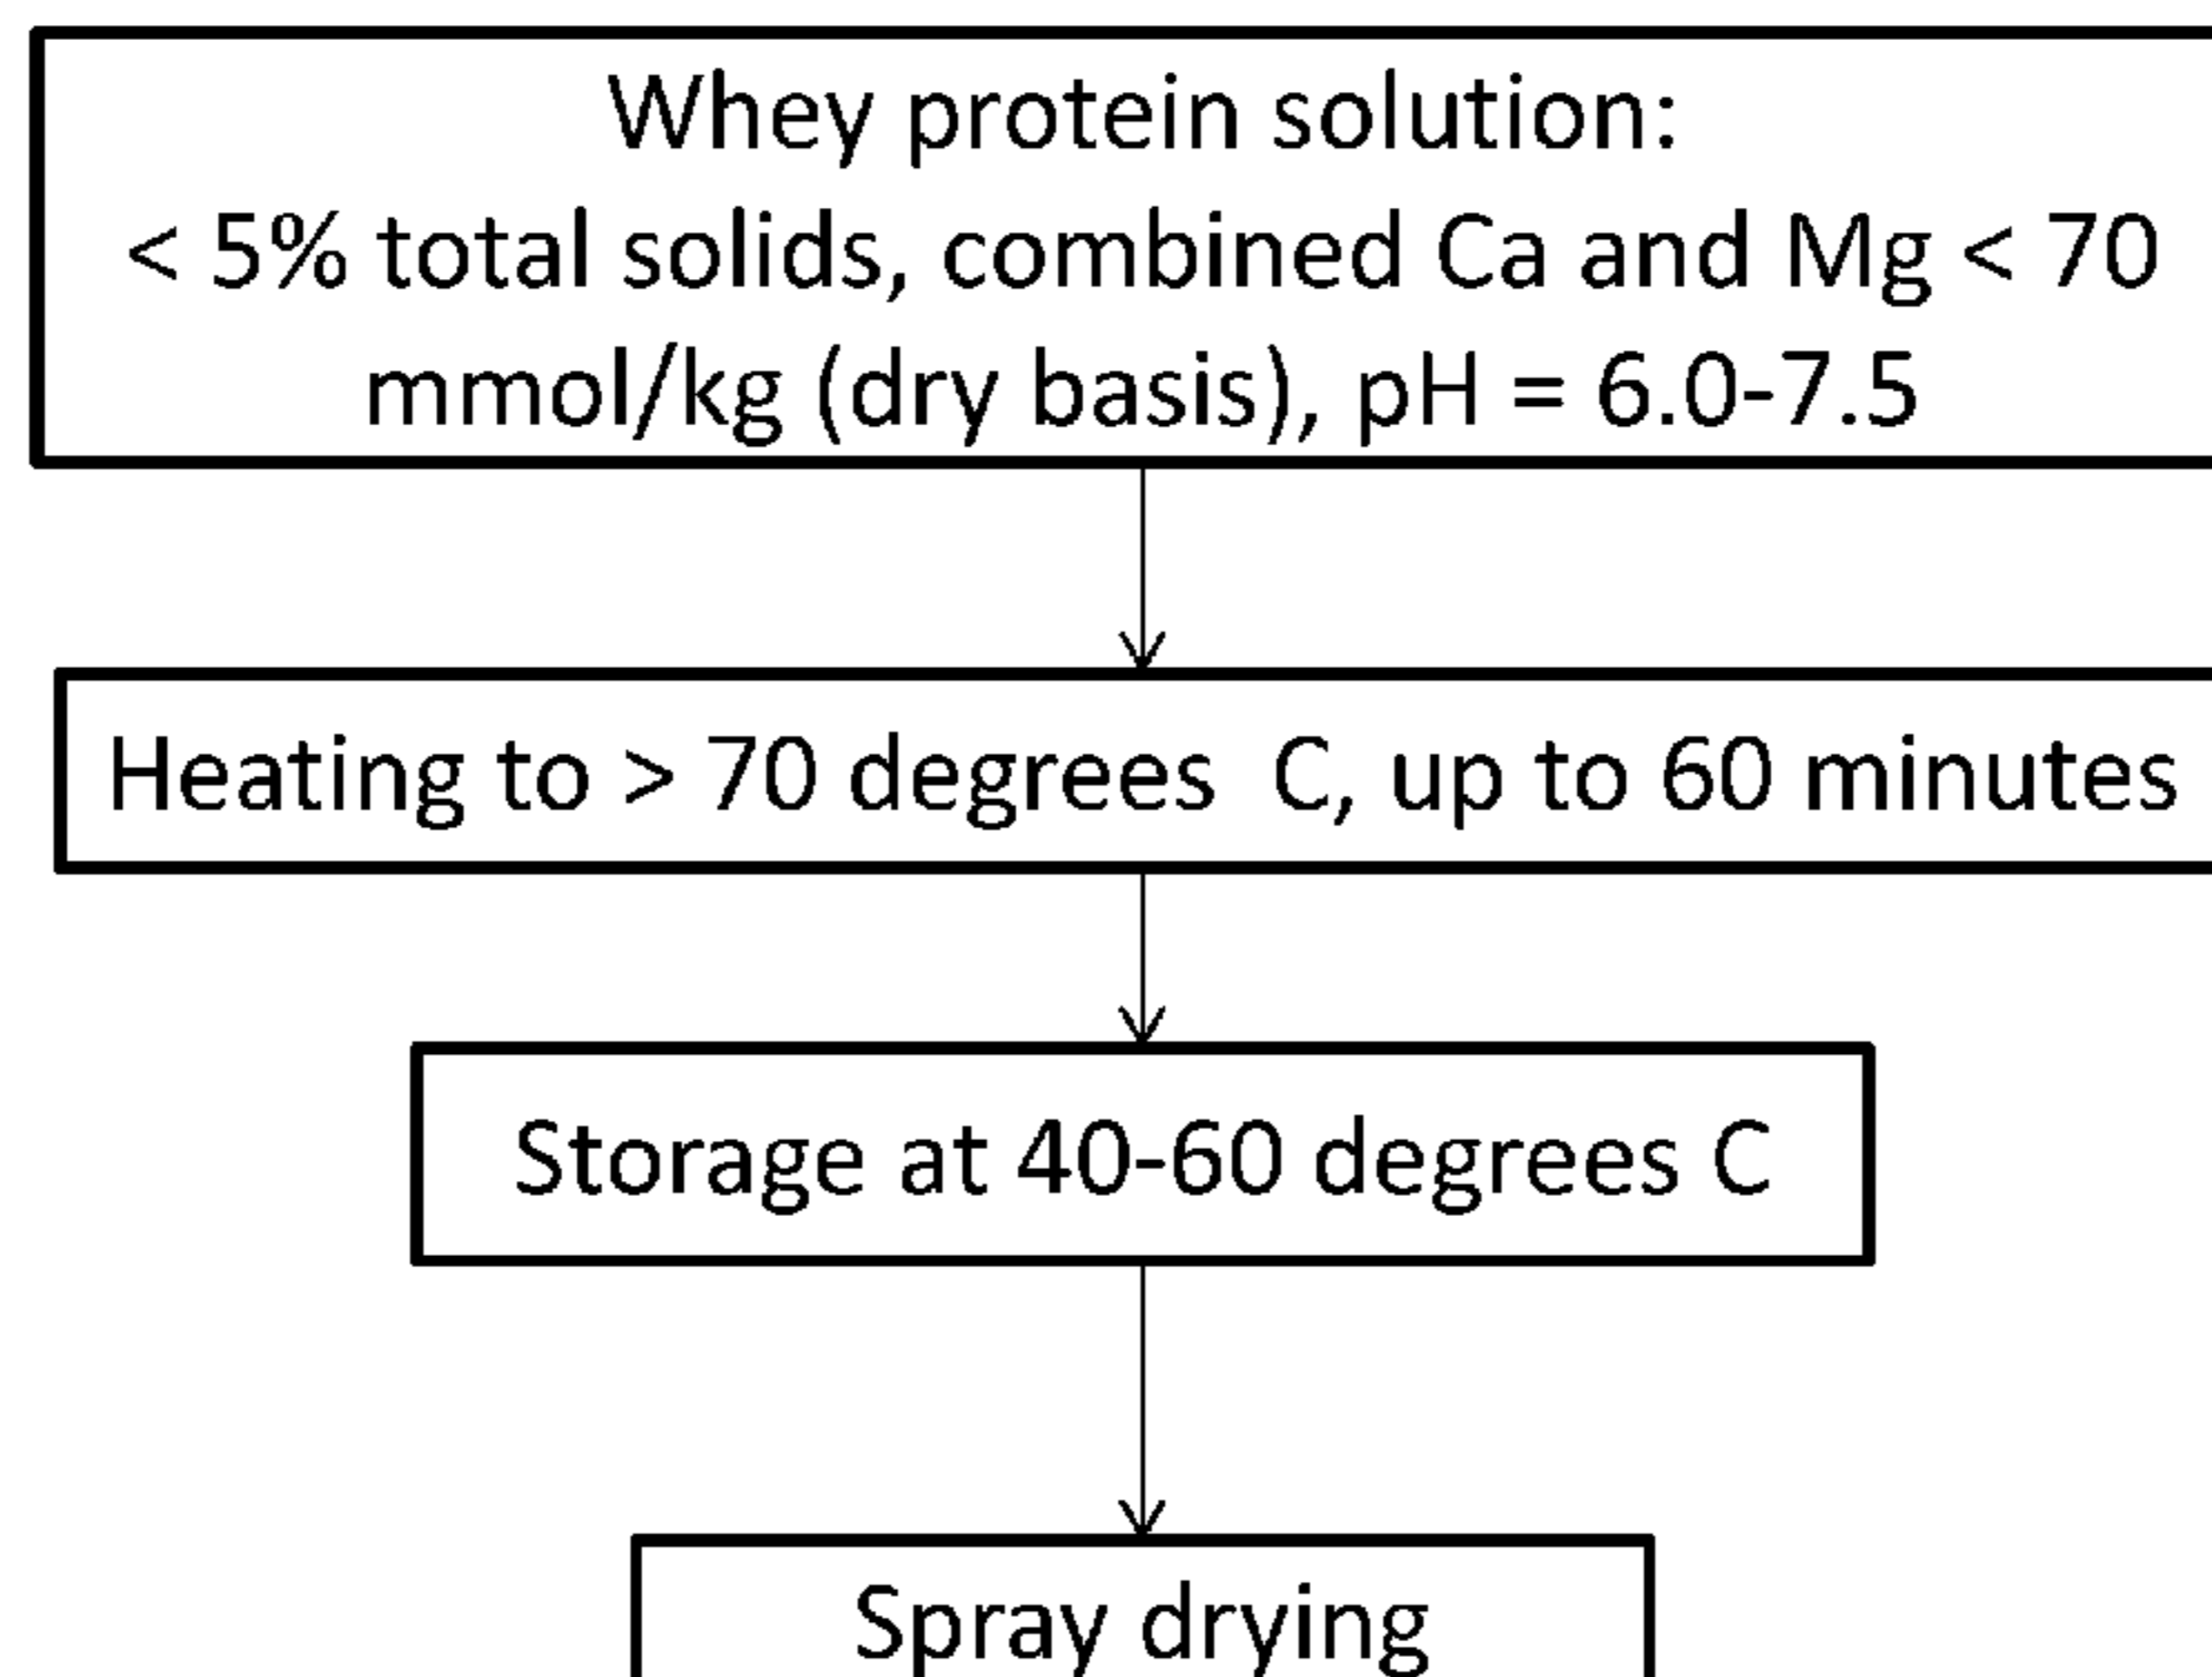 Whey protein solution:
< 5% total solids, combined Ca and Mg < 70
mmol/kg (dry basis), pH = 6.0-7.5
Heating to > 70 degrees  C, up to 60 minutes
Storage at 40-60 degrees C
Spray drying